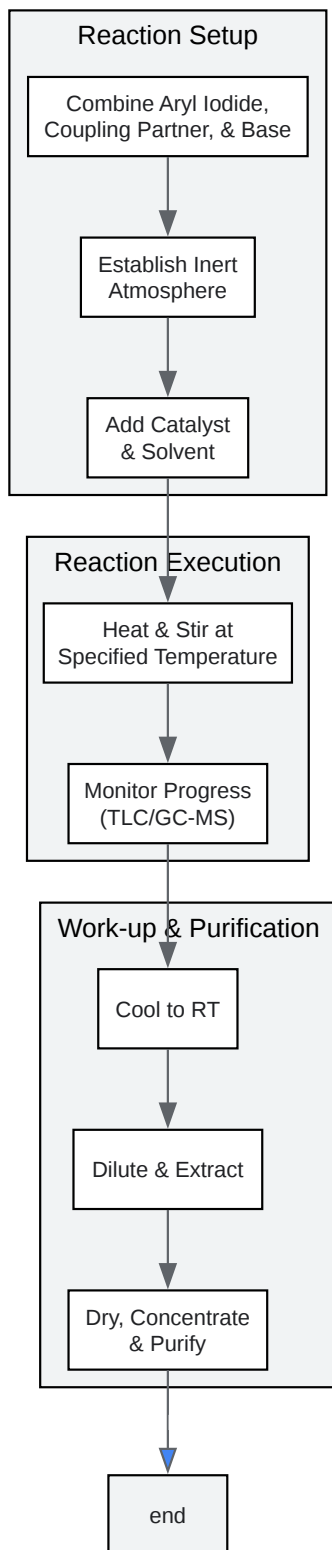 Reaction Setup
Combine Aryl Iodide,
Coupling Partner, & Base
Establish Inert
Atmosphere
Add Catalyst
& Solvent
Reaction Execution
Heat & Stir at
Specified Temperature
Monitor Progress
(TLC/GC-MS)
Work-up & Purification
Cool to RT
Dilute & Extract
Dry, Concentrate
& Purify
end